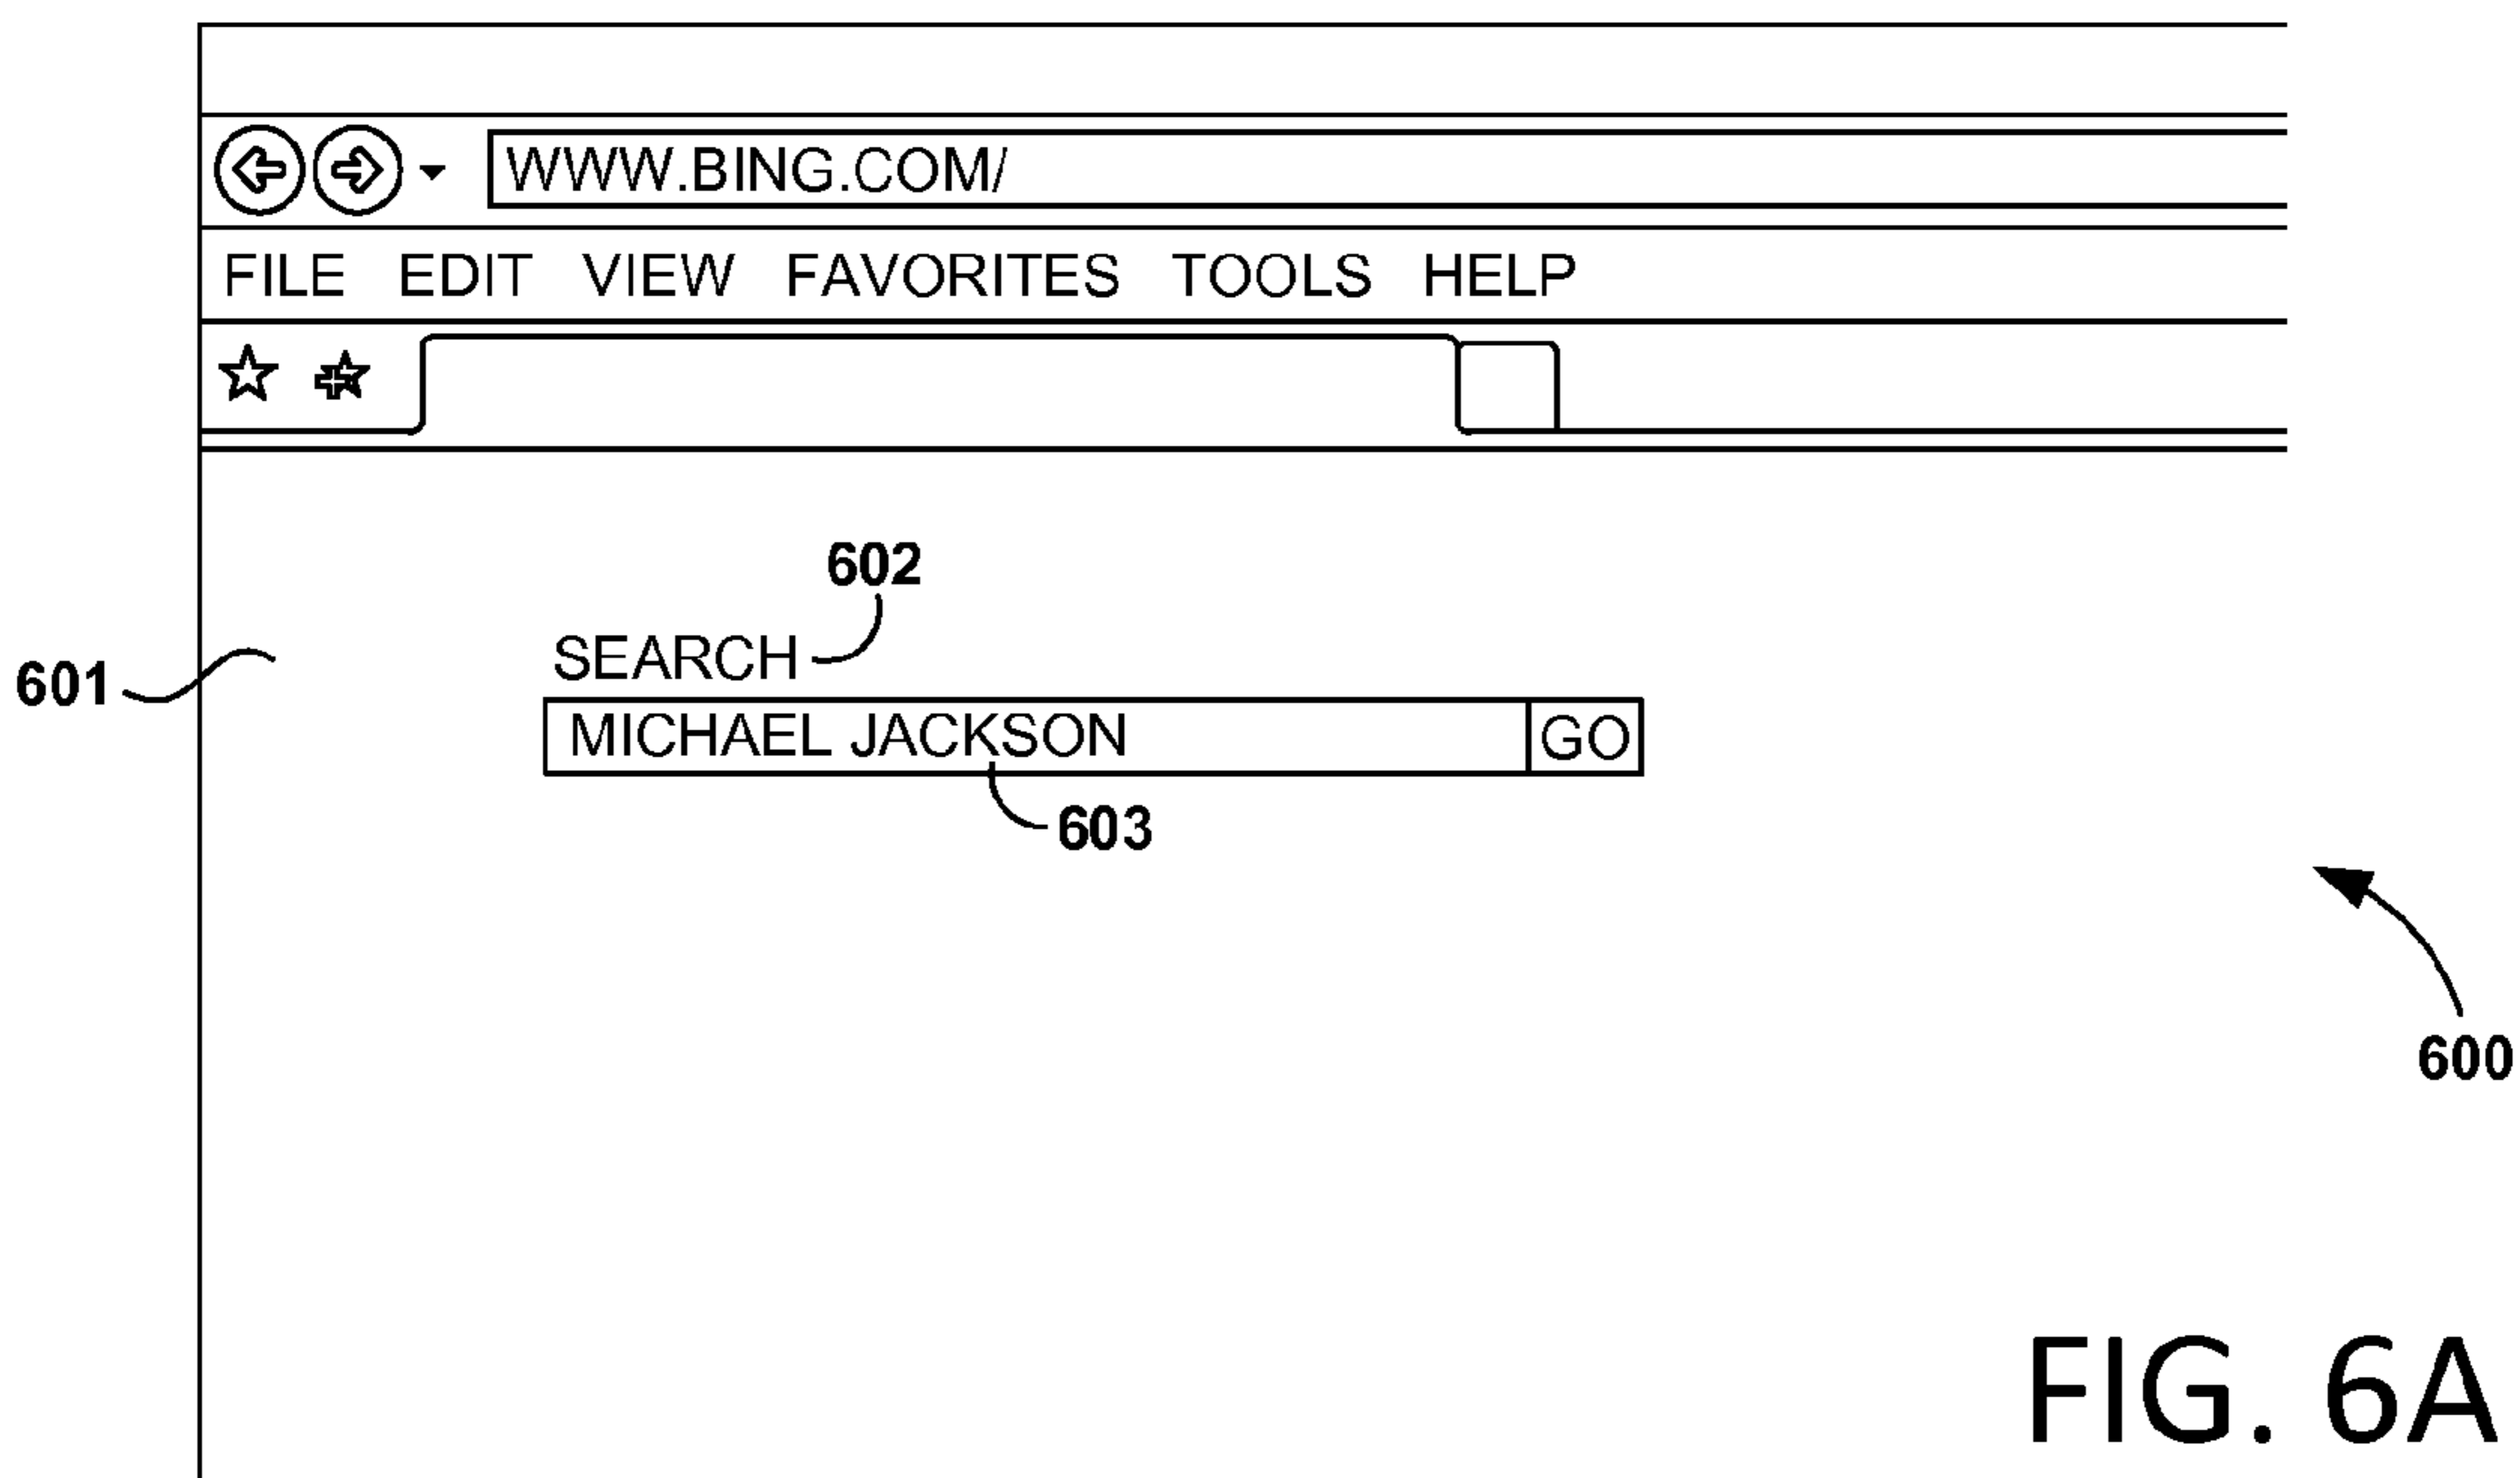 WWW.BING.COM/
FILE EDIT VIEW FAVORITES TOOLS HELP
602
SEARCH
601
MICHAEL JACKSON GO
603
600
FIG. 6A